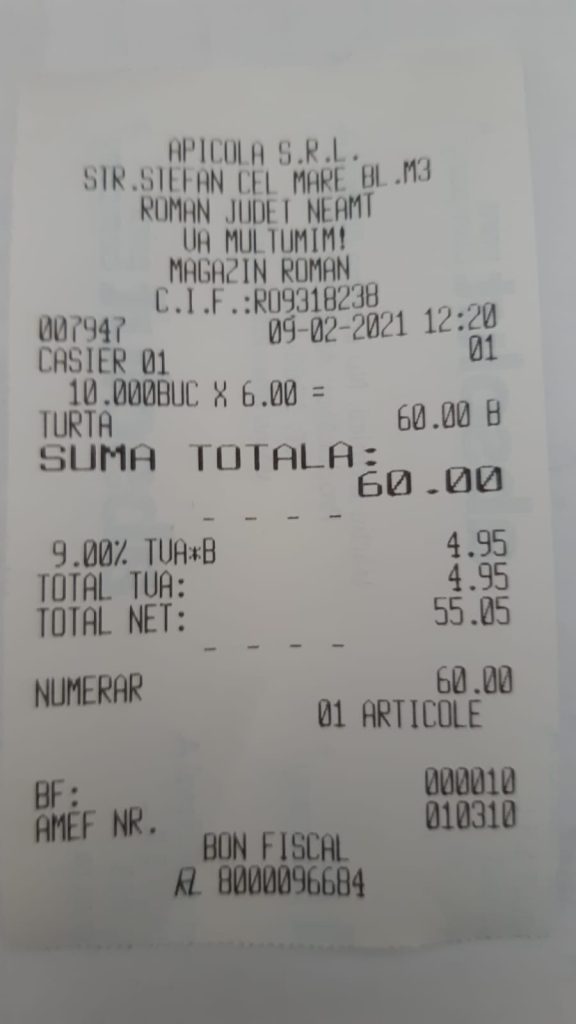 APICOLA S.R.L.
STR.STEFAN CEL MARE BL.M3
ROMAN JUDET NEAMT
VA MULTUMIM!
MAGAZIN ROMAN
C.I.F.:RO9318238
007947 09-02-2021 12:20
CASIER 01 01
10.000BUC X 6.00 =
TURTA 60.00 B
SUMA TOTALA:
60.00
- - - -
9.00% TVA*B 4.95
TOTAL TVA: 4.95
TOTAL NET: 55.05
- - - -
NUMERAR 60.00
01 ARTICOLE
BF: 000010
AMEF NR. 010310
BON FISCAL
8000096684